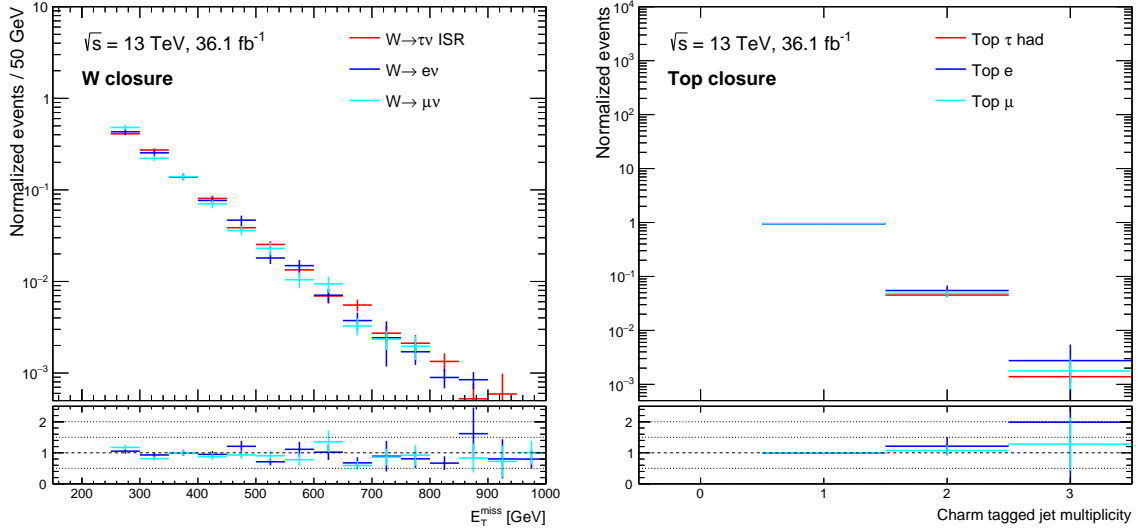 √s = 13 TeV, 36.1 fb⁻¹
W closure
W→τν ISR
W→ eν
W→ μν
Normalized events / 50 GeV
1
10⁻¹
10⁻²
10⁻³
2
1
0
200 300 400 500 600 700 800 900 1000
E_T^miss [GeV]
√s = 13 TeV, 36.1 fb⁻¹
Top closure
Top τ had
Top e
Top μ
Normalized events
10⁴
10³
10²
10
1
10⁻¹
10⁻²
10⁻³
2
1
0
0 1 2 3
Charm tagged jet multiplicity